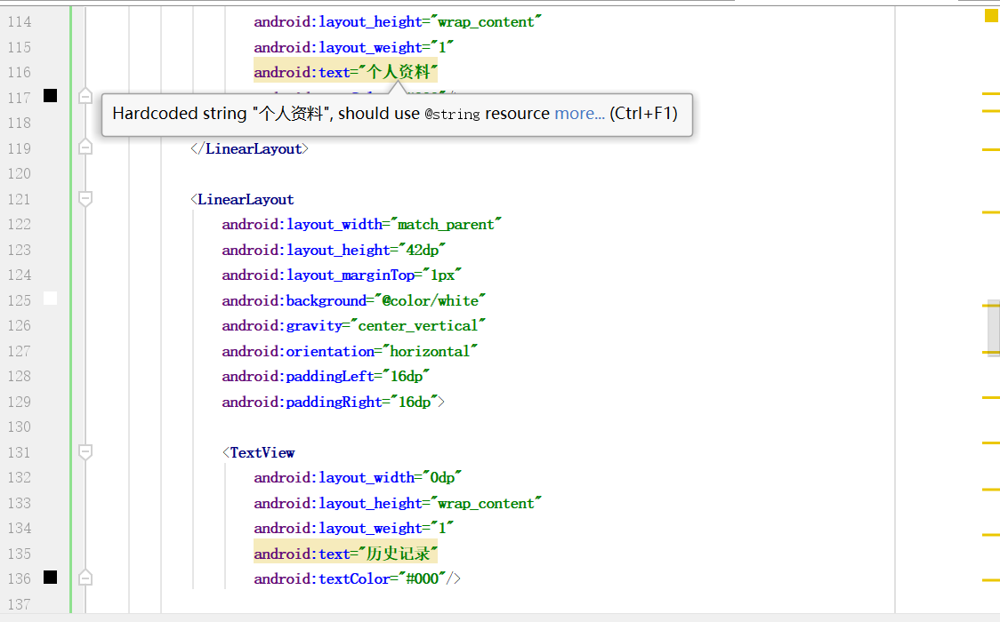 114 android:layout_height="wrap_content"
115 android:layout_weight="1"
116 android:text="个人资料"
117
Hardcoded string "个人资料", should use @string resource more... (Ctrl+F1)
118
119 </LinearLayout>
120
121 <LinearLayout
122 android:layout_width="match_parent"
123 android:layout_height="42dp"
124 android:layout_marginTop="1px"
125 android:background="@color/white"
126 android:gravity="center_vertical"
127 android:orientation="horizontal"
128 android:paddingLeft="16dp"
129 android:paddingRight="16dp">
130
131 <TextView
132 android:layout_width="0dp"
133 android:layout_height="wrap_content"
134 android:layout_weight="1"
135 android:text="历史记录"
136 android:textColor="#000"/>
137